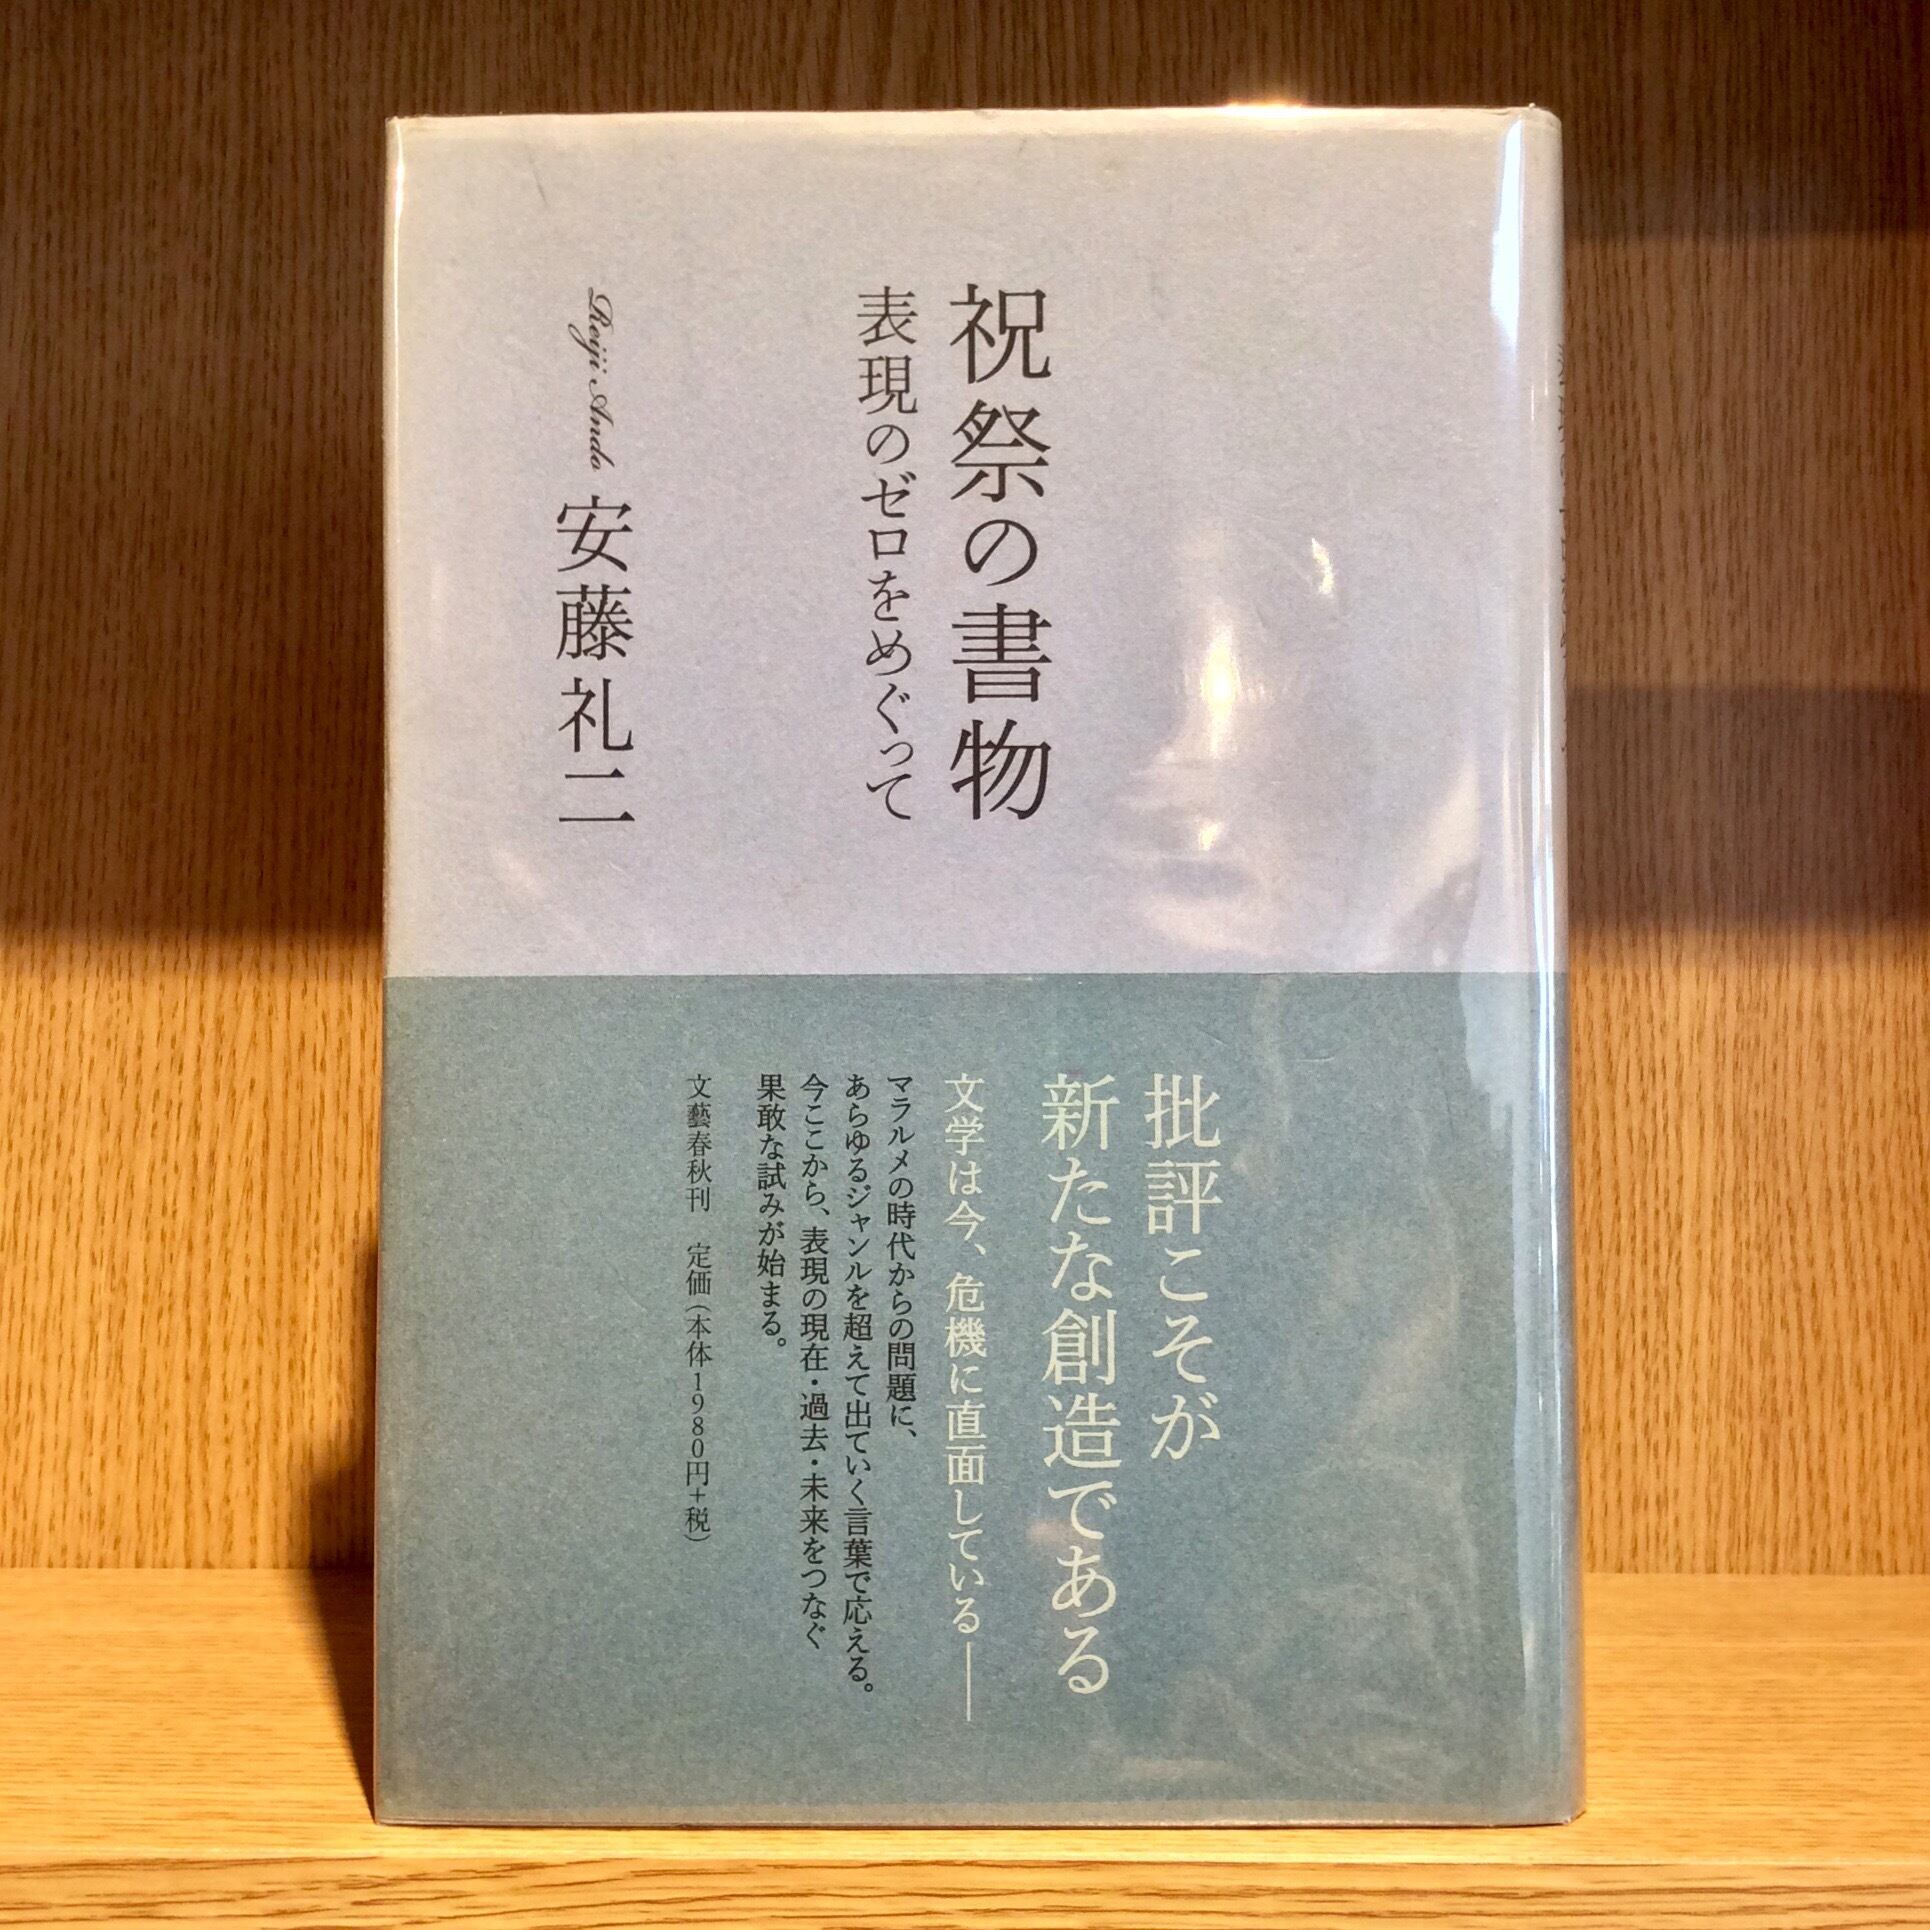 祝祭の書物
表現のゼロをめぐって
Reiji Ando 安藤礼二
批評こそが
新たな創造である
文学は今、危機に直面している――
マラルメの時代からの問題に、
あらゆるジャンルを超えて出ていく言葉で応える。
今ここから、表現の現在・過去・未来をつなぐ
果敢な試みが始まる。
文藝春秋刊 定価(本体1980円+税)